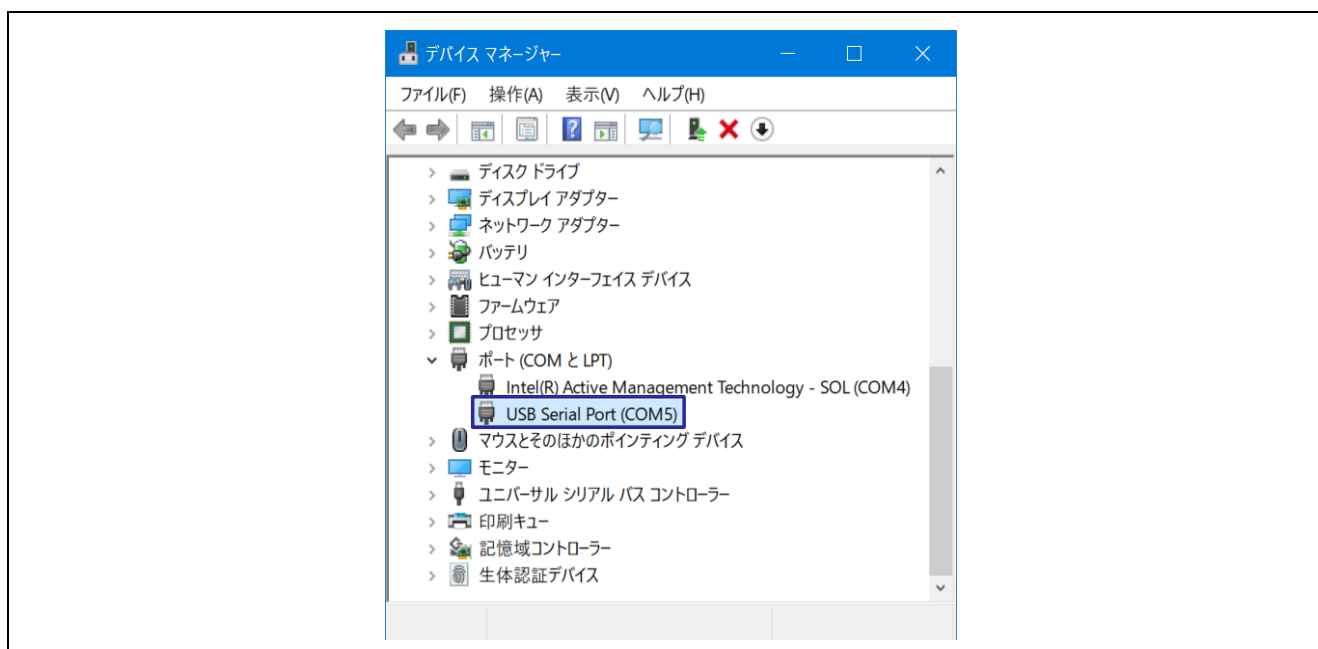 デバイス マネージャー
ファイル(F) 操作(A) 表示(V) ヘルプ(H)
ディスク ドライブ
ディスプレイ アダプター
ネットワーク アダプター
バッテリ
ヒューマン インターフェイス デバイス
ファームウェア
プロセッサ
ポート (COM と LPT)
Intel(R) Active Management Technology - SOL (COM4)
USB Serial Port (COM5)
マウスとそのほかのポインティング デバイス
モニター
ユニバーサル シリアル バス コントローラー
印刷キュー
記憶域コントローラー
生体認証デバイス